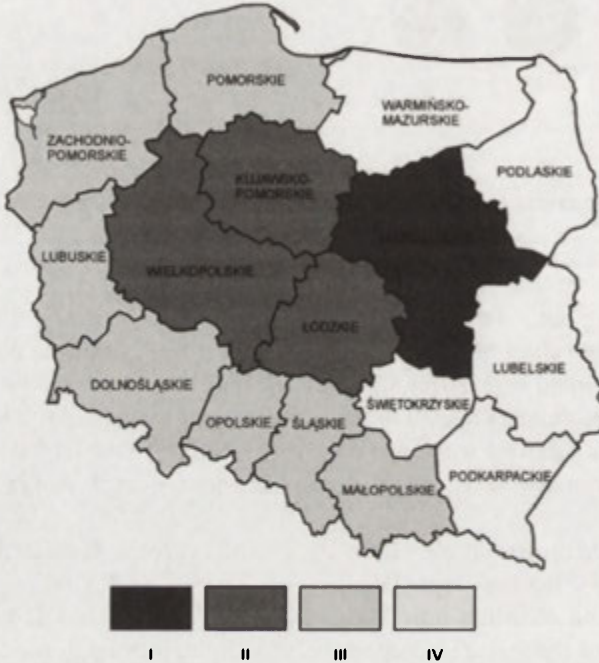 POMORSKIE
WARMIŃSKO-
MAZURSKIE
ZACHODNIO-
POMORSKIE
PODLASKIE
KUJAWSKO-
POMORSKIE
LUBUSKIE
WIELKOPOLSKIE
ŁÓDZKIE
LUBELSKIE
DOLNOŚLĄSKIE
ŚWIĘTOKRZYSKIE
OPOLSKIE
ŚLĄSKIE
PODKARPACKIE
MAŁOPOLSKIE
I II III IV